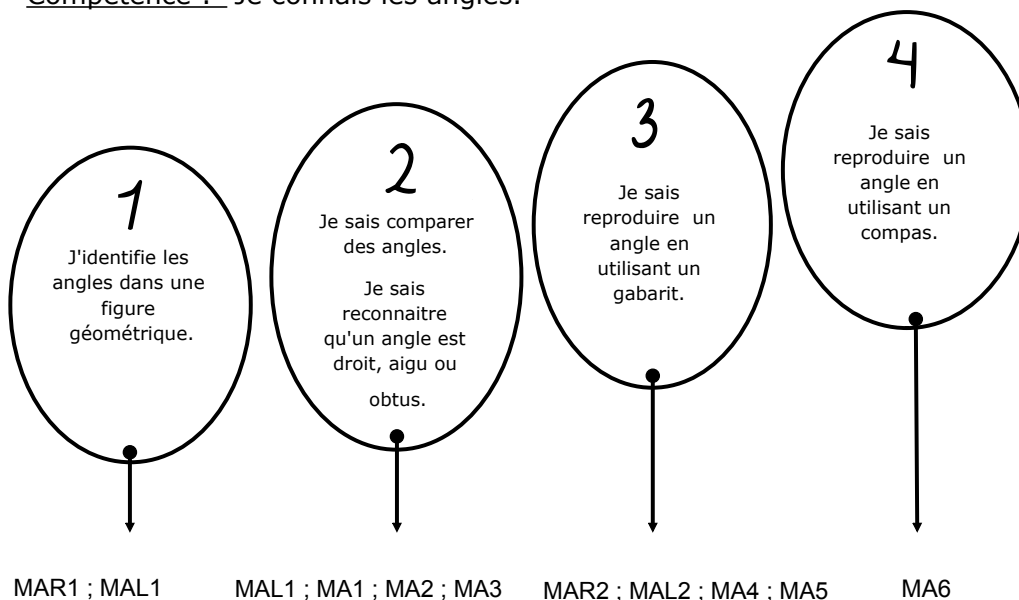 Compétence : Je connais les angles.
1
J'identifie les
angles dans une
figure
géométrique.
2
Je sais comparer
des angles.
Je sais
reconnaitre
qu'un angle est
droit, aigu ou
obtus.
3
Je sais
reproduire un
angle en
utilisant un
gabarit.
4
Je sais
reproduire un
angle en
utilisant un
compas.
MAR1 ; MAL1
MAL1 ; MA1 ; MA2 ; MA3
MAR2 ; MAL2 ; MA4 ; MA5
MA6